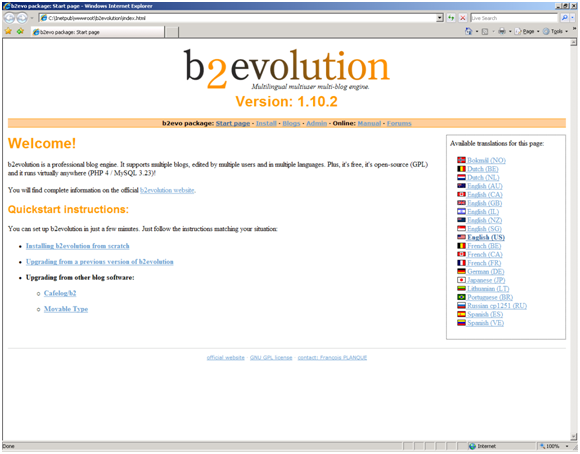 b2evo package: Start page - Windows Internet Explorer
C:\Inetpub\wwwroot\b2evolution\index.html
Live Search
b2evo package: Start page
Page
Tools
b2evolution
Multilingual multiuser multi-blog engine.
Version: 1.10.2
b2evo package: Start page - Install - Blogs - Admin - Online: Manual - Forums
Welcome!
b2evolution is a professional blog engine. It supports multiple blogs, edited by multiple users and in multiple languages. Plus, it's free, it's open-source (GPL)
and it runs virtually anywhere (PHP 4 / MySQL 3.23)!
You will find complete information on the official b2evolution website.
Quickstart instructions:
You can set up b2evolution in just a few minutes. Just follow the instructions matching your situation:
• Installing b2evolution from scratch
• Upgrading from a previous version of b2evolution
• Upgrading from other blog software:
○ Cafelog/b2
○ Movable Type
Available translations for this page:
Bokmål (NO)
Dutch (BE)
Dutch (NL)
English (AU)
English (CA)
English (GB)
English (IL)
English (NZ)
English (SG)
English (US)
French (BE)
French (CA)
French (FR)
German (DE)
Japanese (JP)
Lithuanian (LT)
Portuguese (BR)
Russian cp1251 (RU)
Spanish (ES)
Spanish (VE)
official website - GNU GPL license - contact: François PLANQUE
Done
Internet
100%